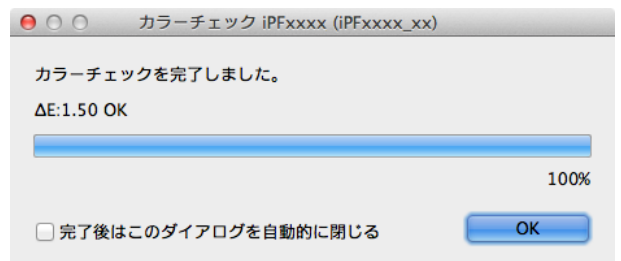 カラーチェック iPFxxxx (iPFxxxx_xx)
カラーチェックを完了しました。
ΔE:1.50 OK
100%
完了後はこのダイアログを自動的に閉じる
OK